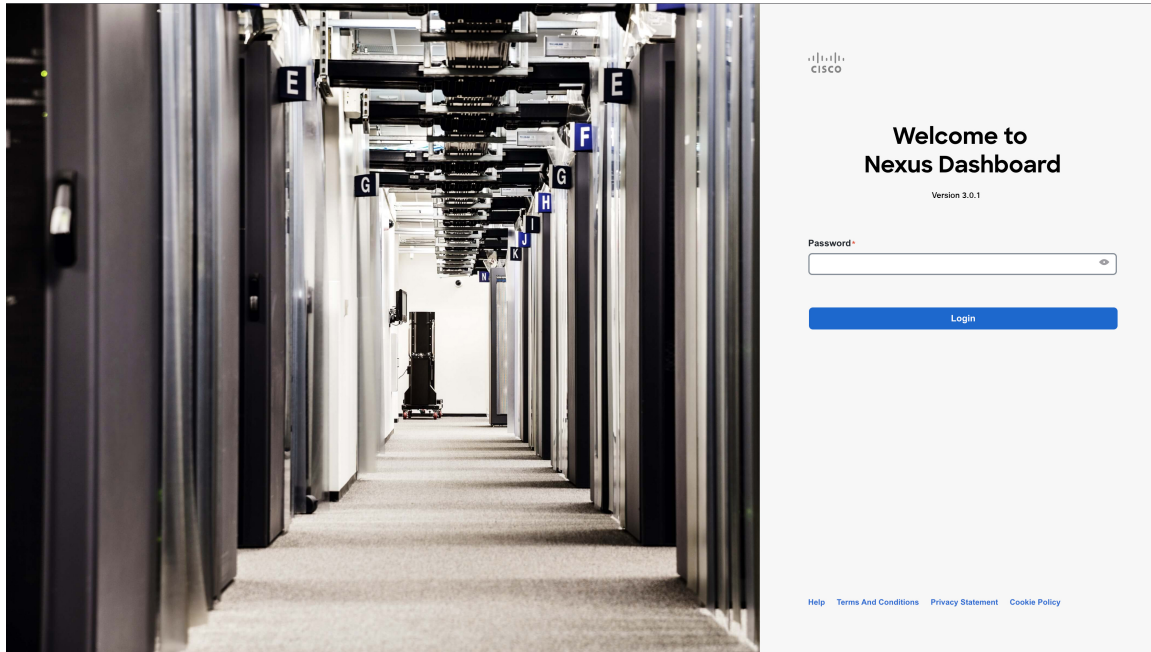 E
E
F
G
G
H
I
J
K
N
CISCO
Welcome to
Nexus Dashboard
Version 3.0.1
Password*
Login
Help Terms And Conditions Privacy Statement Cookie Policy